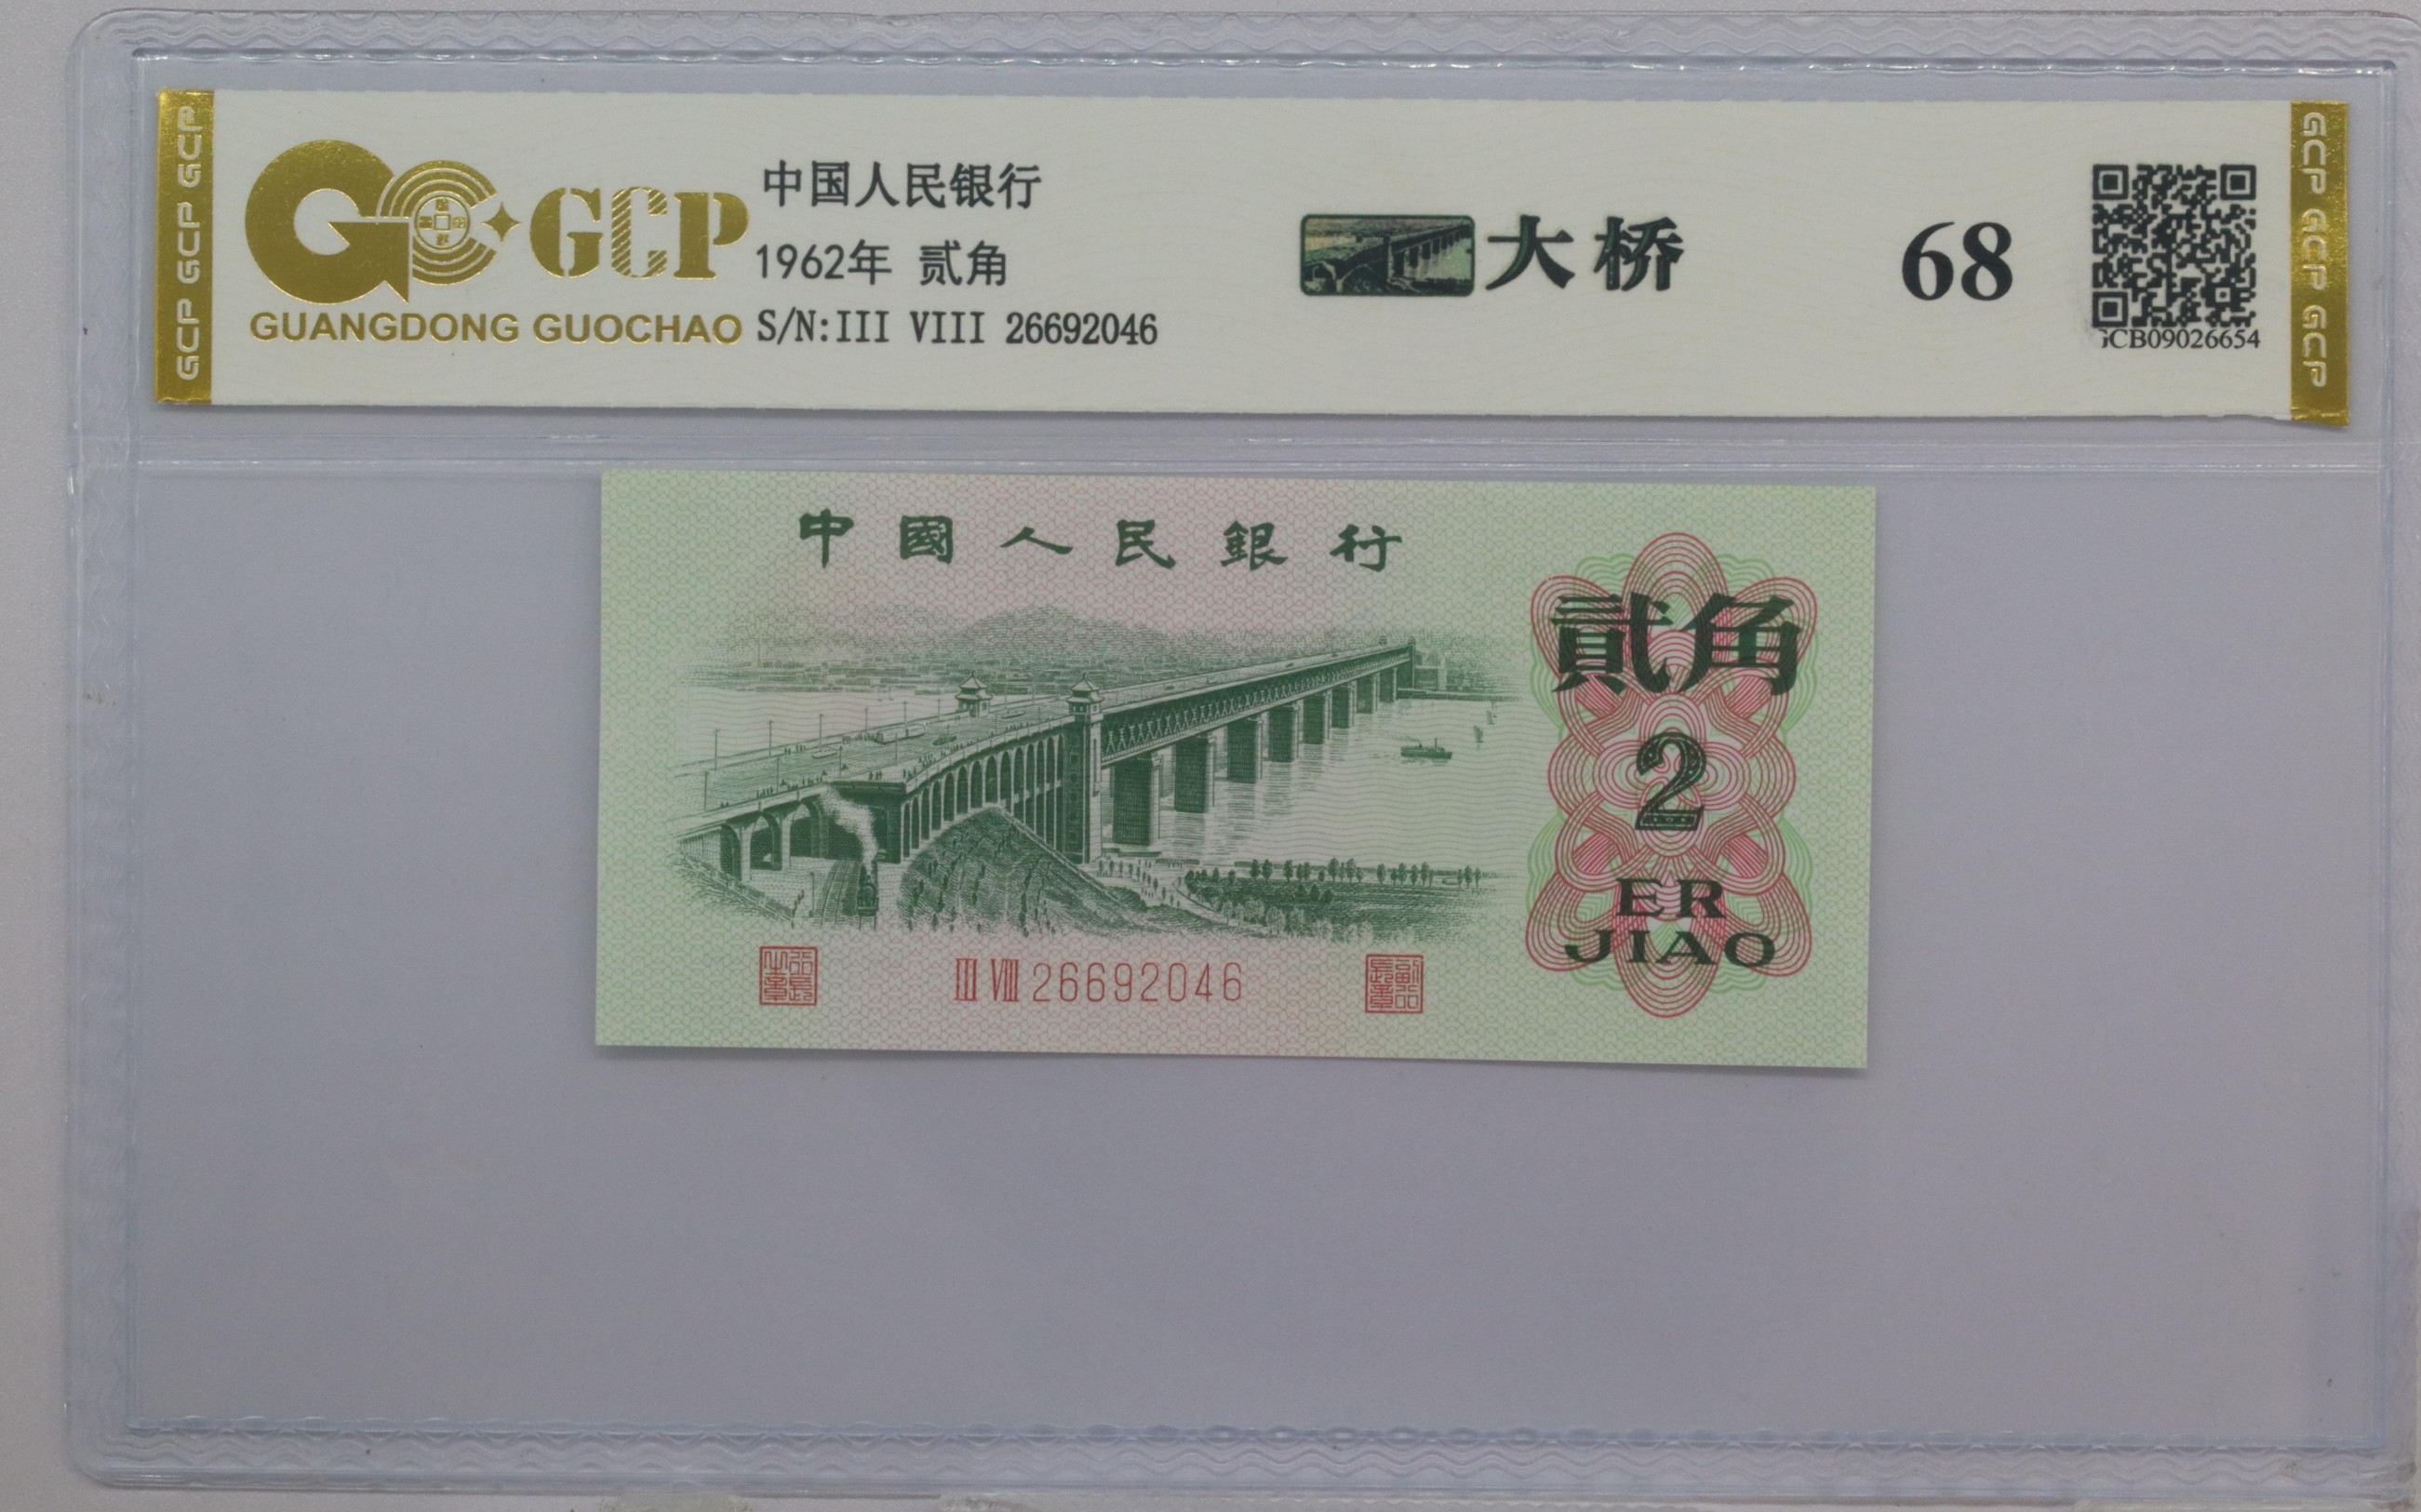 GCP GCP GCP
GCP
GUANGDONG GUOCHAO
中国人民银行
1962年 贰角
S/N:III VIII 26692046
大桥
68
CB09026654
GCP GCP GCP
中國人民銀行
貳角
2
ER
JIAO
III VIII 26692046